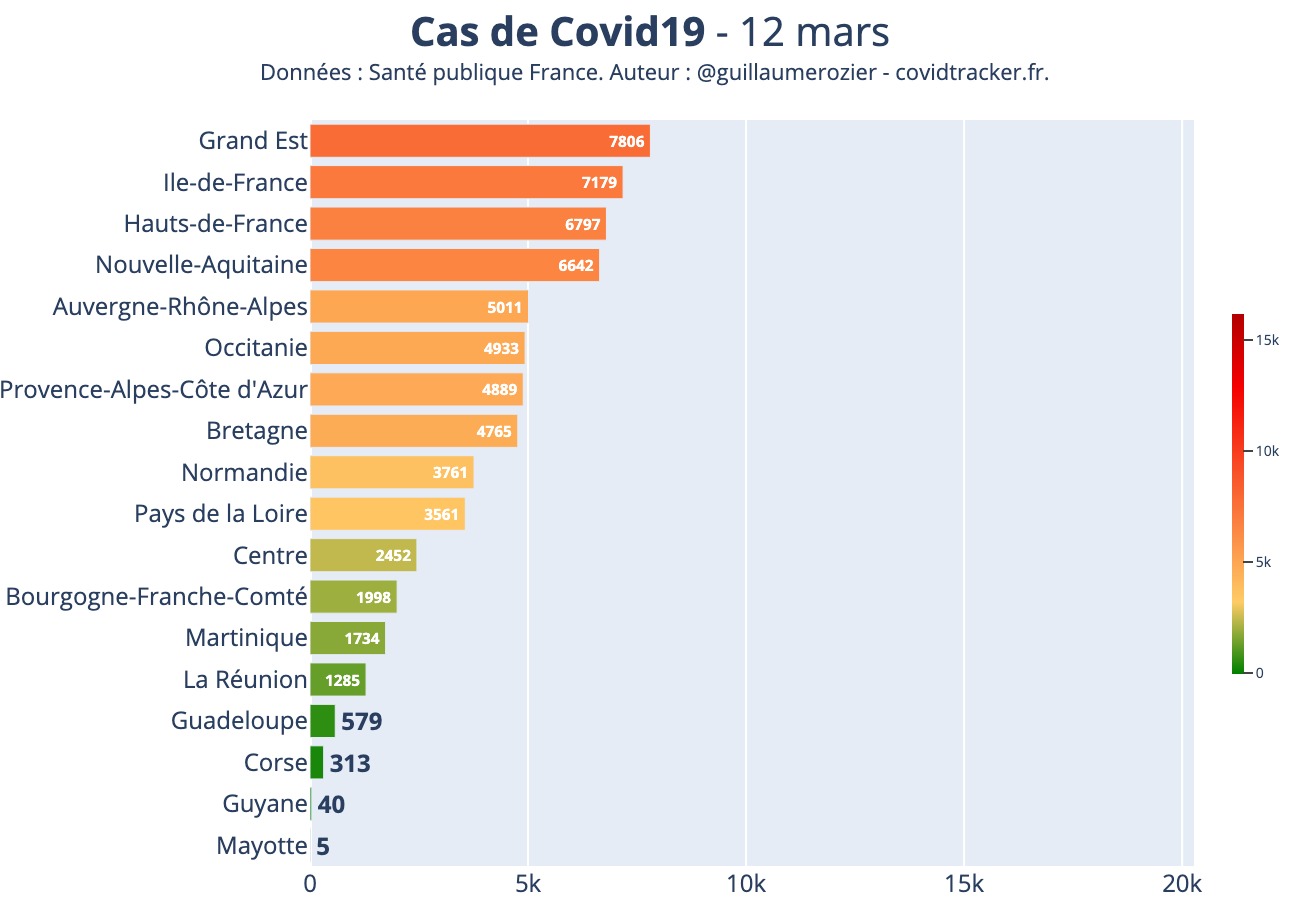 Cas de Covid19 - 12 mars
Données : Santé publique France. Auteur : @guillaumerozier - covidtracker.fr.
Grand Est 7806
Ile-de-France 7179
Hauts-de-France 6797
Nouvelle-Aquitaine 6642
Auvergne-Rhône-Alpes 5011
Occitanie 4933
Provence-Alpes-Côte d'Azur 4889
Bretagne 4765
Normandie 3761
Pays de la Loire 3561
Centre 2452
Bourgogne-Franche-Comté 1998
Martinique 1734
La Réunion 1285
Guadeloupe 579
Corse 313
Guyane 40
Mayotte 5
0 5k 10k 15k 20k
15k
10k
5k
0